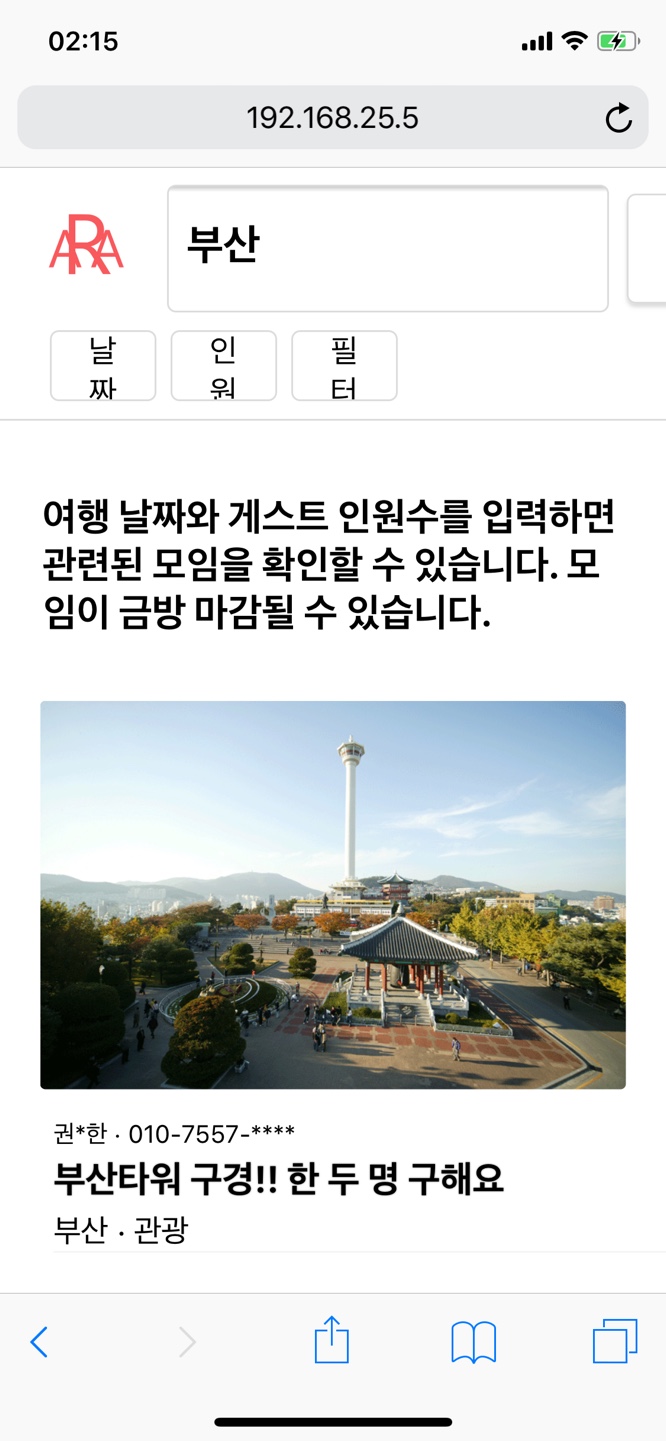 02:15
192.168.25.5
ARA
부산
날
짜
인
원
필
터
여행 날짜와 게스트 인원수를 입력하면
관련된 모임을 확인할 수 있습니다. 모
임이 금방 마감될 수 있습니다.
권*한 · 010-7557-****
부산타워 구경!! 한 두 명 구해요
부산 · 관광